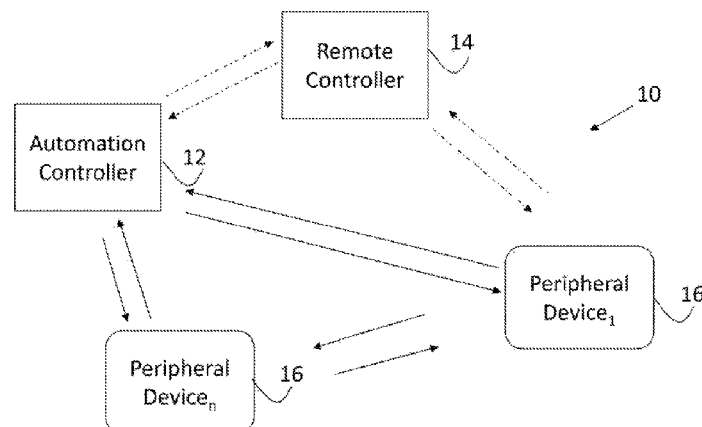 Remote
Controller
14
10
Automation
Controller
12
Peripheral
Device₁
16
Peripheral
Deviceₙ
16